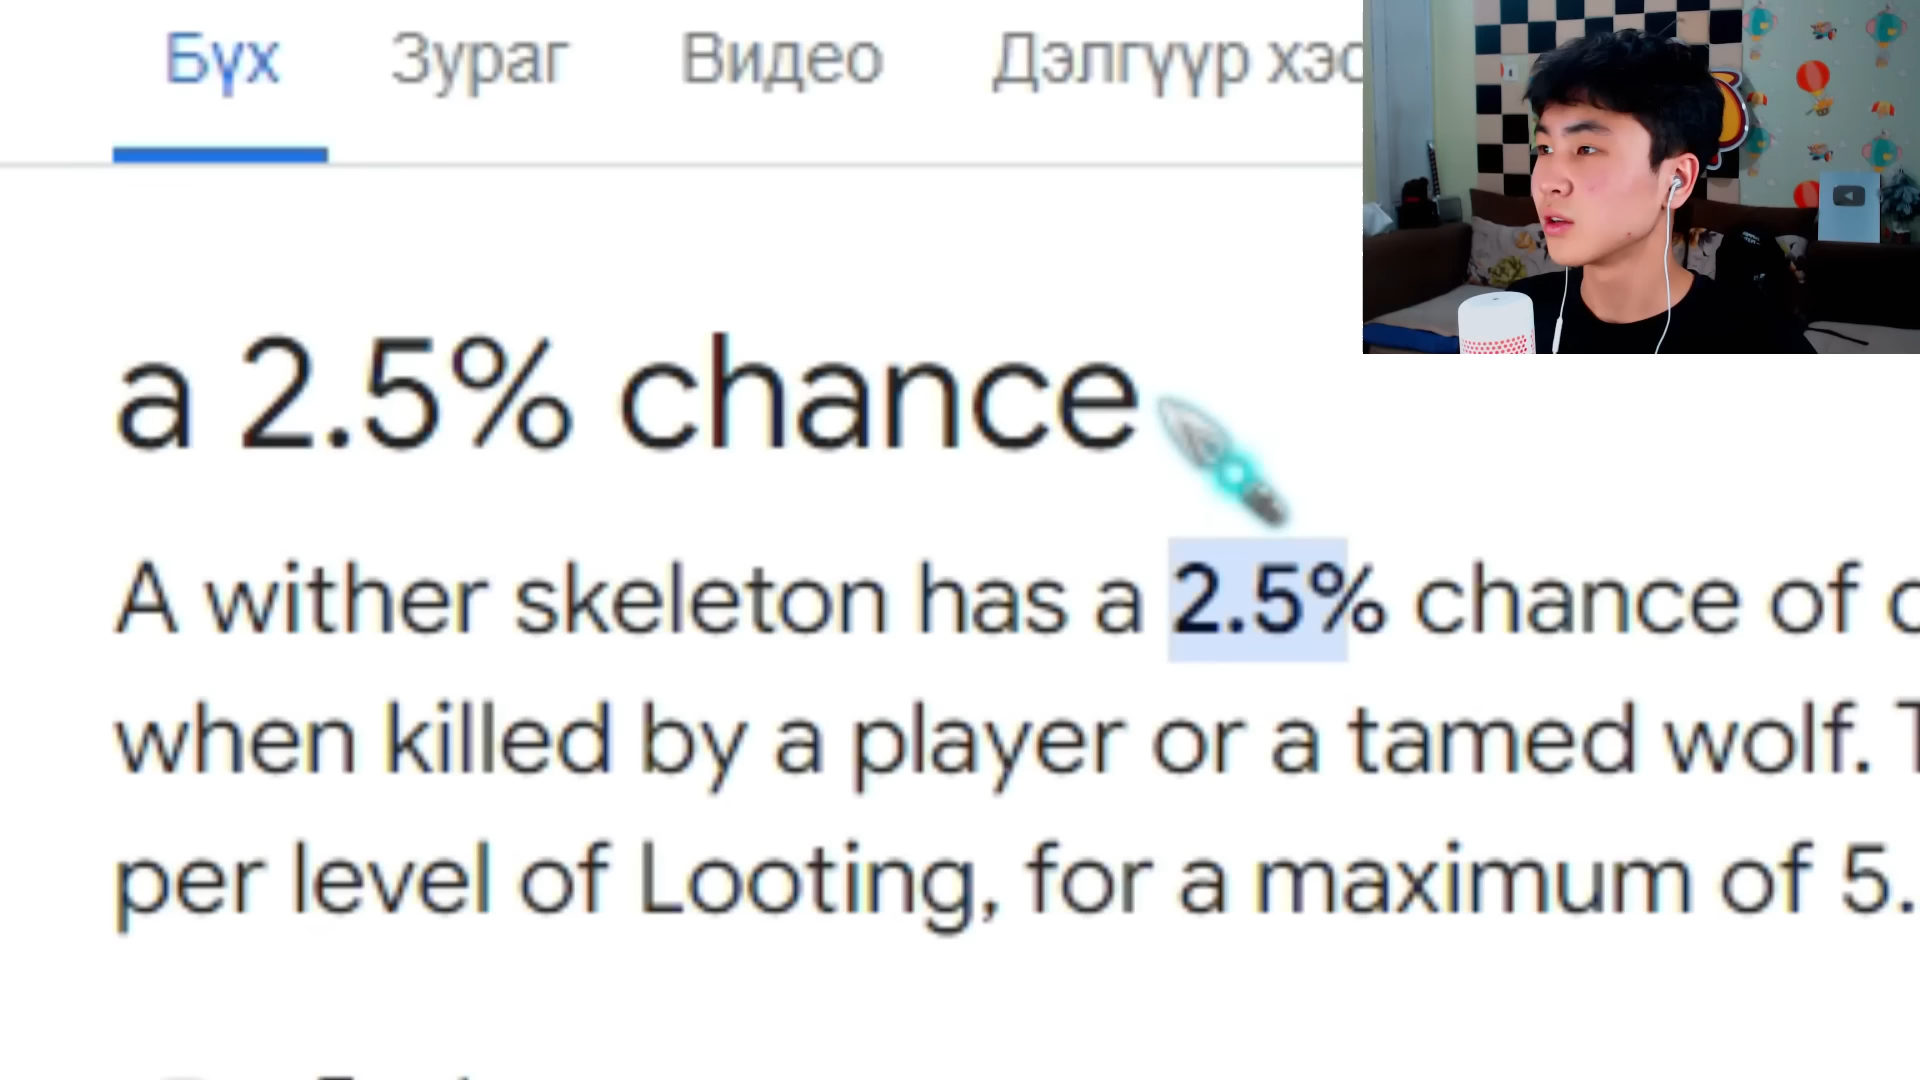 Бүх Зураг Видео Дэлгүүр
a 2.5% chance
A wither skeleton has a 2.5% chance of
when killed by a player or a tamed wolf.
per level of Looting, for a maximum of 5.